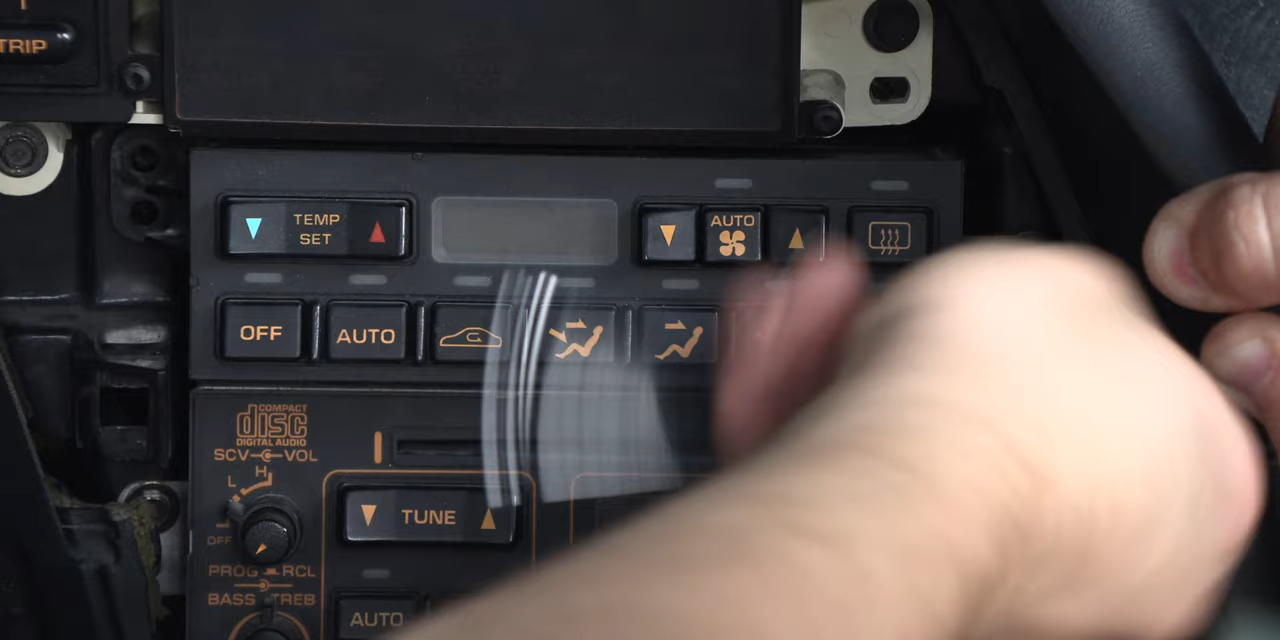 TRIP
TEMP
SET
AUTO
OFF
AUTO
COMPACT
disc
DIGITAL AUDIO
SCV VOL
L H
OFF
TUNE
PROG RCL
BASS TREB
AUTO